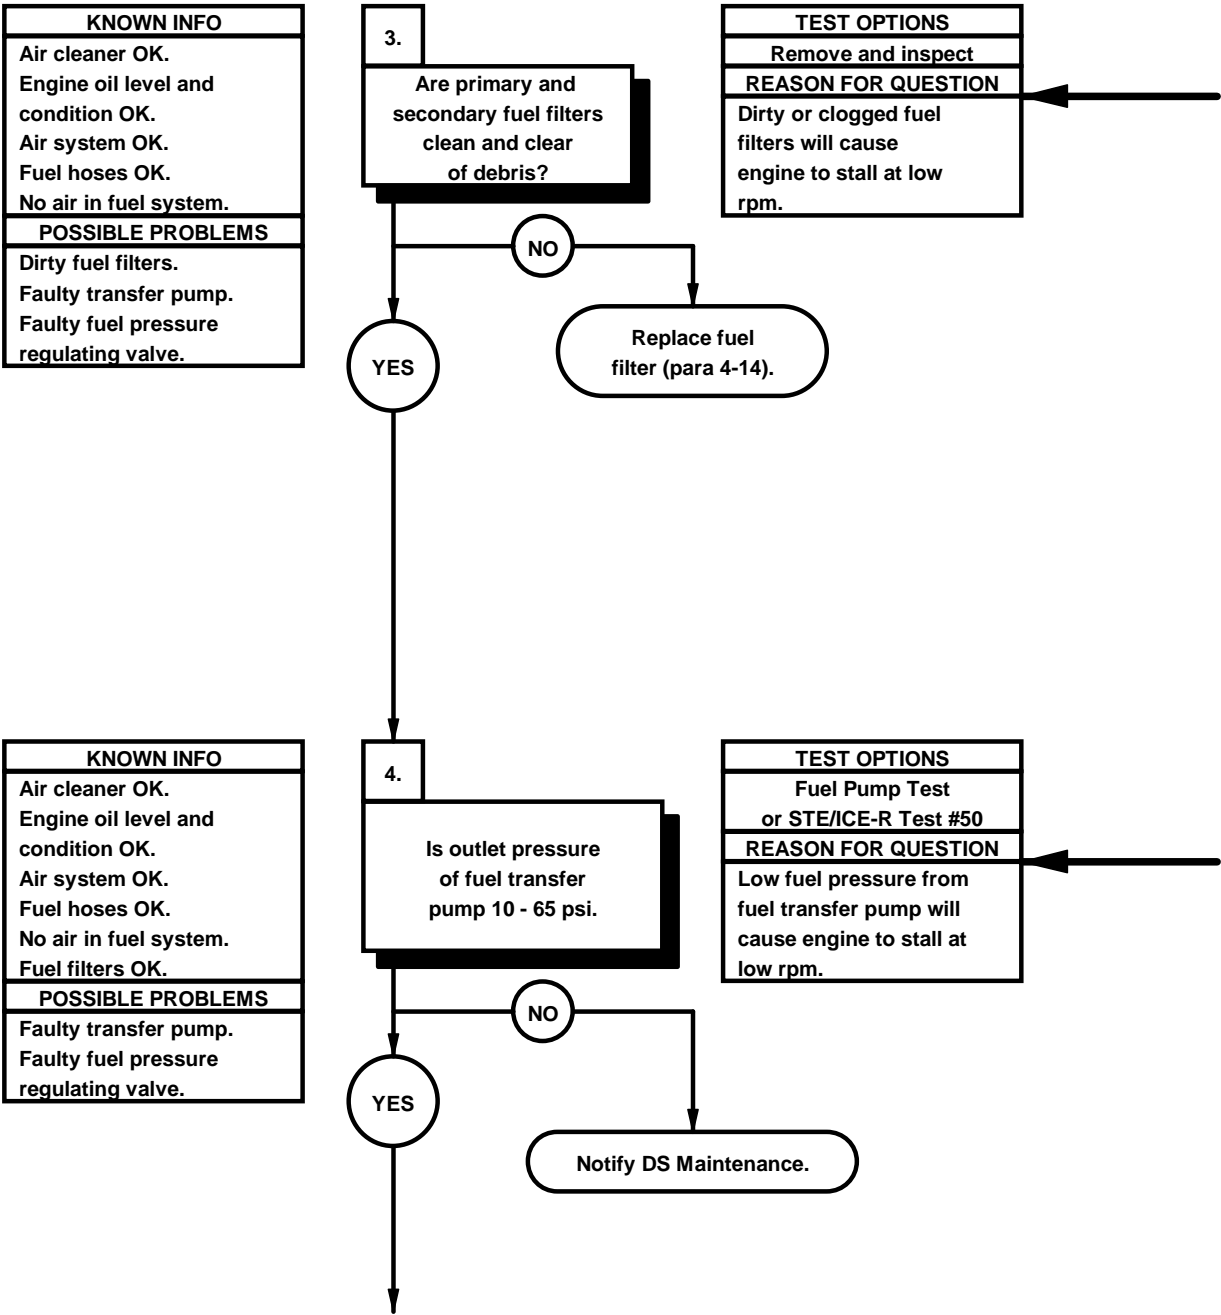 KNOWN INFO
Air cleaner OK.
Engine oil level and
condition OK.
Air system OK.
Fuel hoses OK.
No air in fuel system.
POSSIBLE PROBLEMS
Dirty fuel filters.
Faulty transfer pump.
Faulty fuel pressure
regulating valve.
3.
Are primary and
secondary fuel filters
clean and clear
of debris?
TEST OPTIONS
Remove and inspect
REASON FOR QUESTION
Dirty or clogged fuel
filters will cause
engine to stall at low
rpm.
NO
Replace fuel
filter (para 4-14).
YES
KNOWN INFO
Air cleaner OK.
Engine oil level and
condition OK.
Air system OK.
Fuel hoses OK.
No air in fuel system.
Fuel filters OK.
POSSIBLE PROBLEMS
Faulty transfer pump.
Faulty fuel pressure
regulating valve.
4.
Is outlet pressure
of fuel transfer
pump 10 - 65 psi.
TEST OPTIONS
Fuel Pump Test
or STE/ICE-R Test #50
REASON FOR QUESTION
Low fuel pressure from
fuel transfer pump will
cause engine to stall at
low rpm.
NO
Notify DS Maintenance.
YES